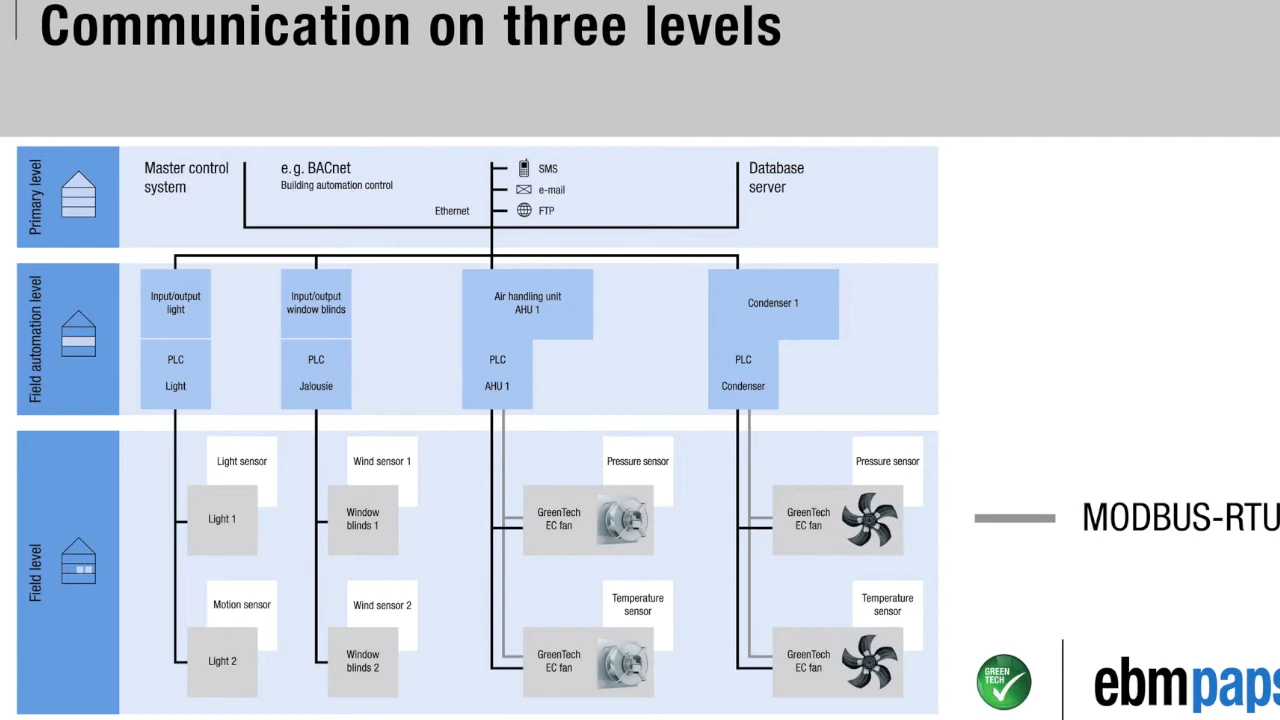 Communication on three levels
Primary level
Master control
system
e.g. BACnet
Building automation control
Ethernet
SMS
e-mail
FTP
Database
server
Field automation level
Input/output
light
PLC
Light
Input/output
window blinds
PLC
Jalousie
Air handling unit
AHU 1
PLC
AHU 1
Condenser 1
PLC
Condenser
Field level
Light sensor
Light 1
Motion sensor
Light 2
Wind sensor 1
Window
blinds 1
Wind sensor 2
Window
blinds 2
Pressure sensor
GreenTech
EC fan
Temperature
sensor
GreenTech
EC fan
Pressure sensor
GreenTech
EC fan
Temperature
sensor
GreenTech
EC fan
MODBUS-RTU
GREEN
TECH
ebmpaps